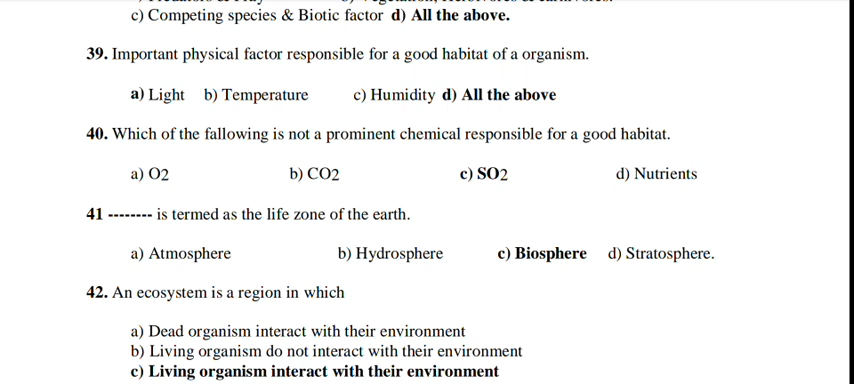 c) Competing species & Biotic factor d) All the above.
39. Important physical factor responsible for a good habitat of a organism.
a) Light b) Temperature c) Humidity d) All the above
40. Which of the fallowing is not a prominent chemical responsible for a good habitat.
a) O2 b) CO2 c) SO2 d) Nutrients
41 -------- is termed as the life zone of the earth.
a) Atmosphere b) Hydrosphere c) Biosphere d) Stratosphere.
42. An ecosystem is a region in which
a) Dead organism interact with their environment
b) Living organism do not interact with their environment
c) Living organism interact with their environment